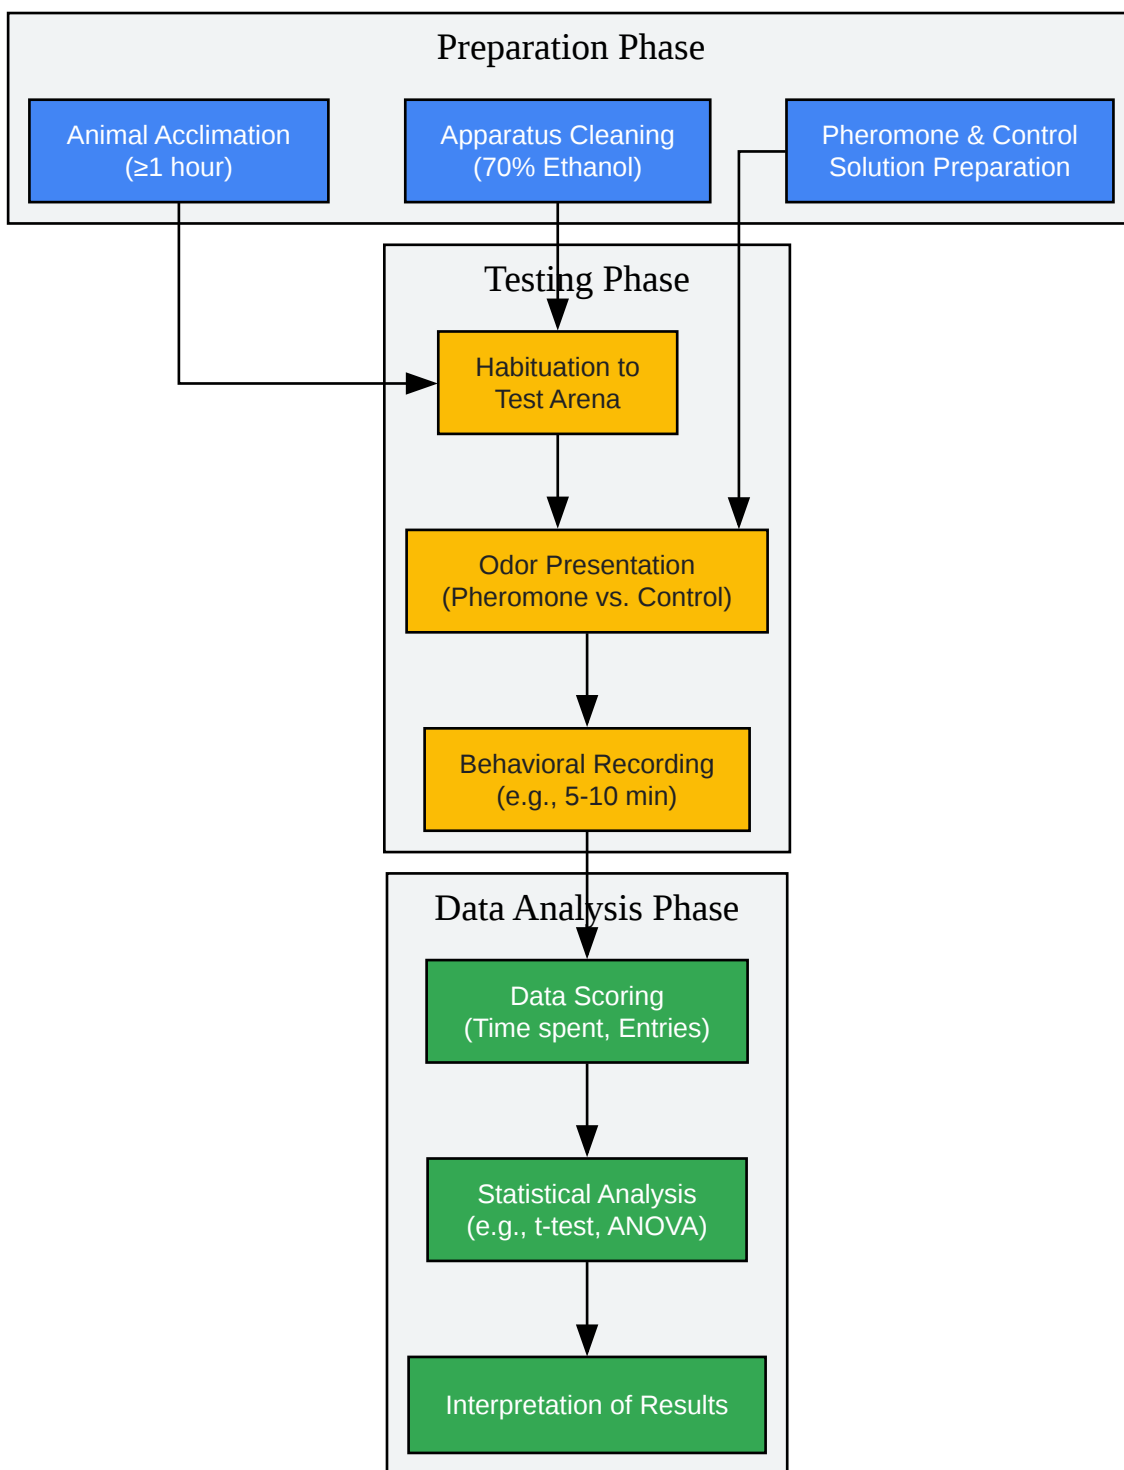 Preparation Phase
Animal Acclimation
(≥1 hour)
Apparatus Cleaning
(70% Ethanol)
Pheromone & Control
Solution Preparation
Testing Phase
Habituation to
Test Arena
Odor Presentation
(Pheromone vs. Control)
Behavioral Recording
(e.g., 5-10 min)
Data Analysis Phase
Data Scoring
(Time spent, Entries)
Statistical Analysis
(e.g., t-test, ANOVA)
Interpretation of Results